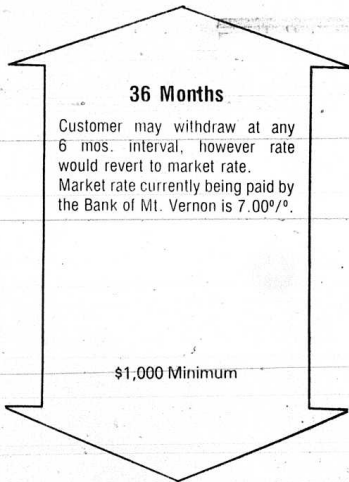 36 Months
Customer may withdraw at any
6 mos. interval, however rate
would revert to market rate.
Market rate currently being paid by
the Bank of Mt. Vernon is 7.00º/º.
$1,000 Minimum